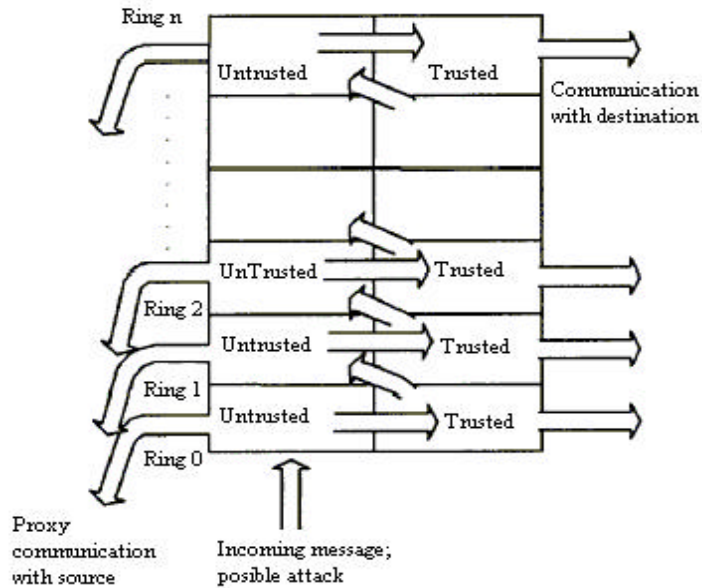 Ring n
Untrusted
Trusted
Communication
with destination
UnTrusted
Trusted
Ring 2
Untrusted
Trusted
Ring 1
Untrusted
Trusted
Ring 0
Proxy
communication
with source
Incoming message;
posible attack